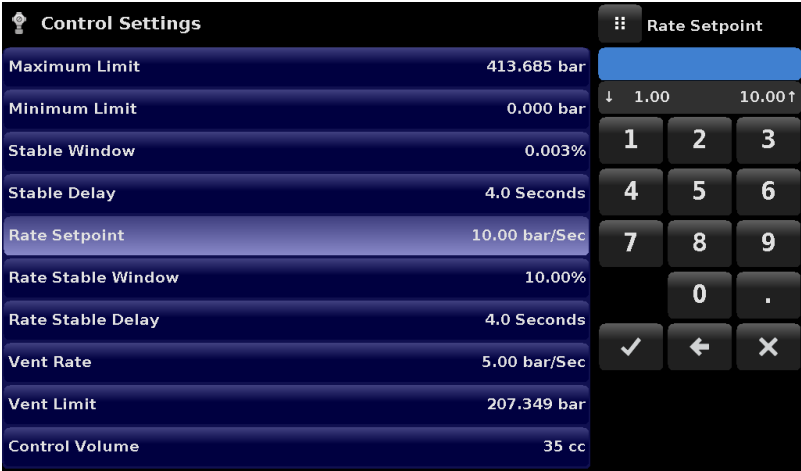 Control Settings
Maximum Limit 413.685 bar
Minimum Limit 0.000 bar
Stable Window 0.003%
Stable Delay 4.0 Seconds
Rate Setpoint 10.00 bar/Sec
Rate Stable Window 10.00%
Rate Stable Delay 4.0 Seconds
Vent Rate 5.00 bar/Sec
Vent Limit 207.349 bar
Control Volume 35 cc
Rate Setpoint
↓ 1.00 10.00↑
1 2 3
4 5 6
7 8 9
0 .